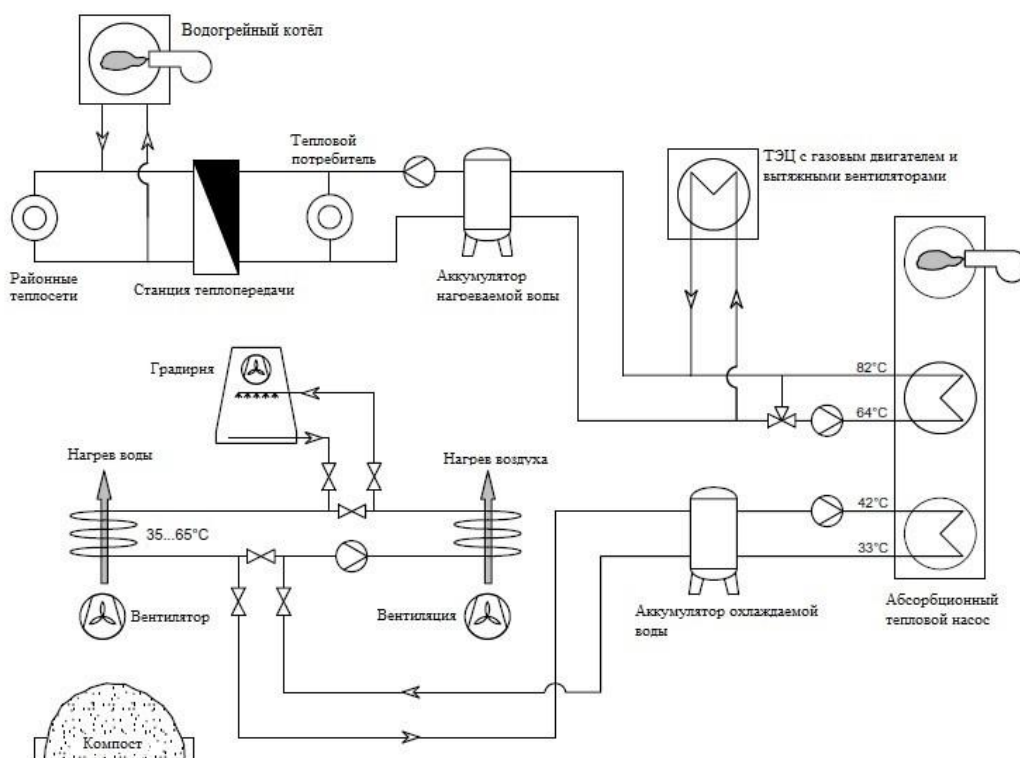 Водогрейный котёл
Тепловой
потребитель
ТЭЦ с газовым двигателем и
вытяжными вентиляторами
Районные
теплосети
Станция теплопередачи
Аккумулятор
нагреваемой воды
Градирня
82°C
64°C
Нагрев воды
Нагрев воздуха
35...65°C
42°C
33°C
Вентилятор
Вентиляция
Аккумулятор охлаждаемой
воды
Абсорбционный
тепловой насос
Компост